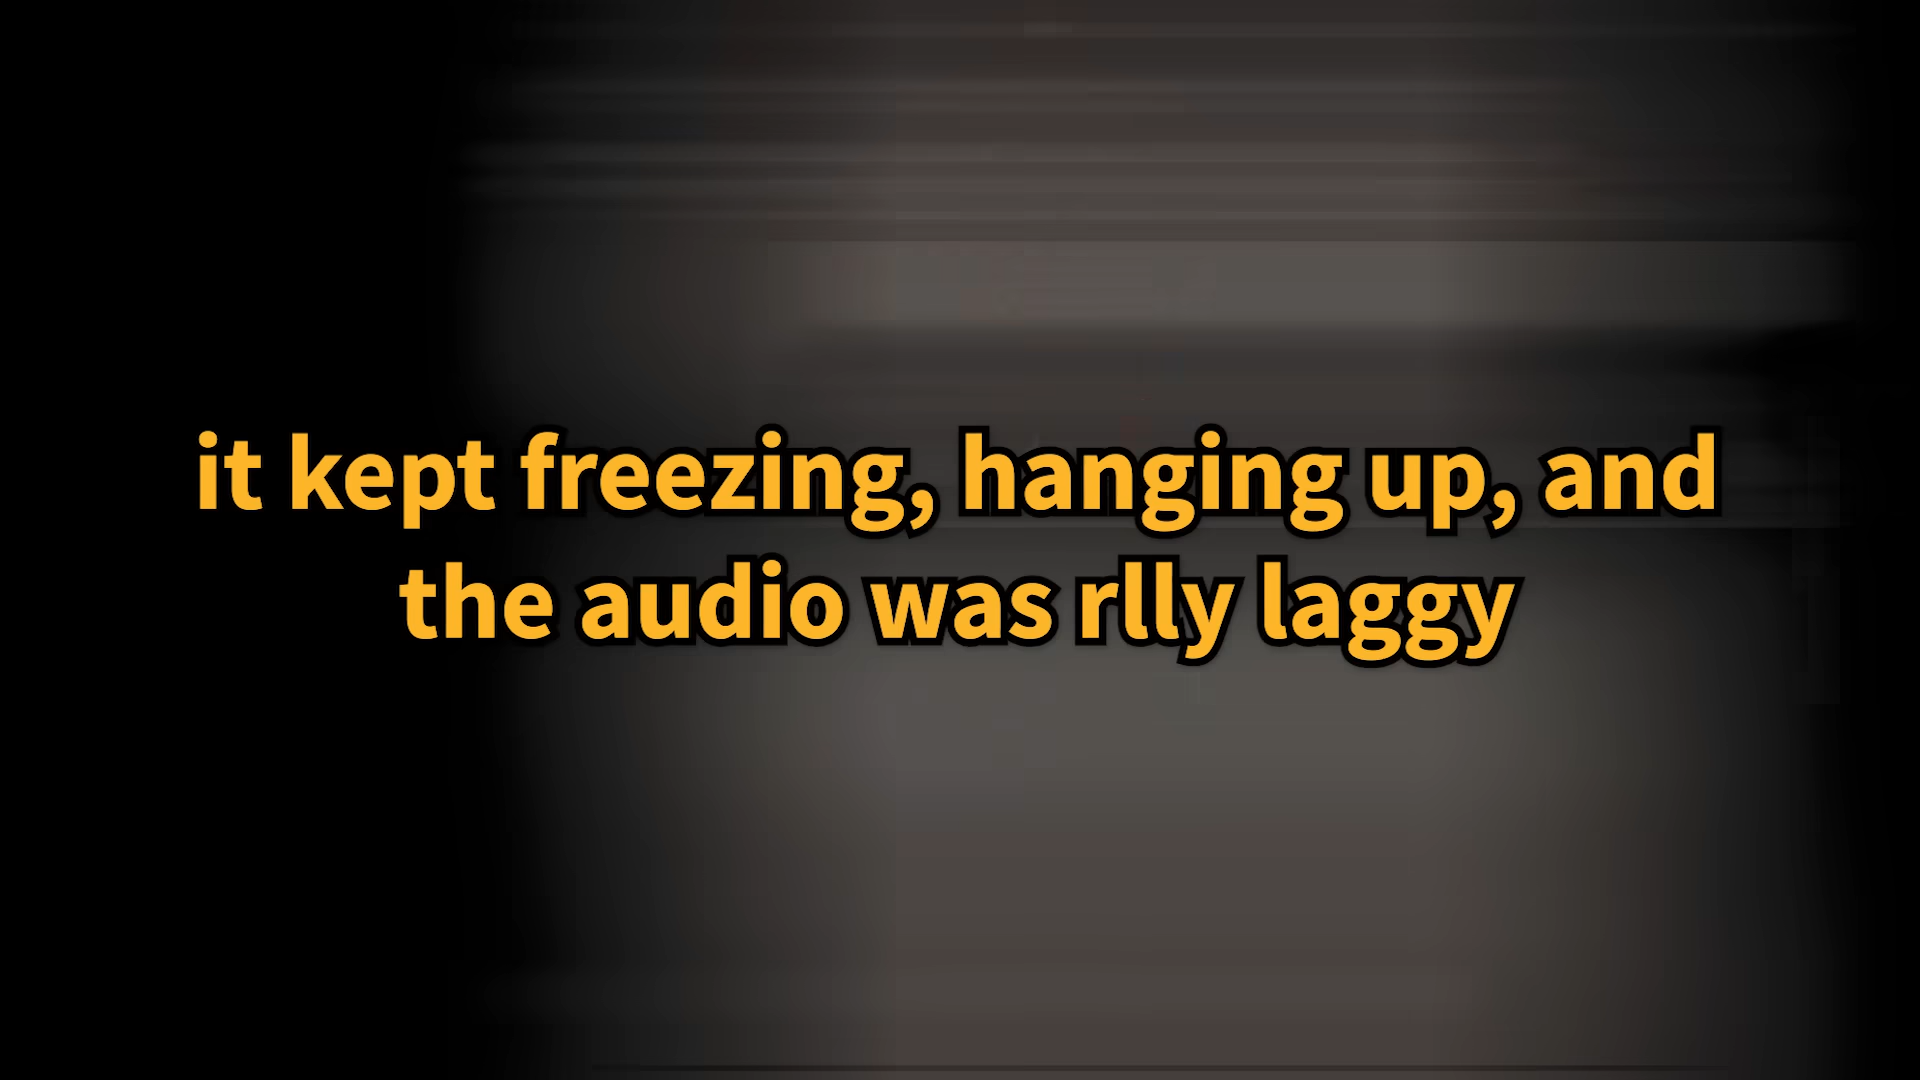 it kept freezing, hanging up, and
the audio was rlly laggy